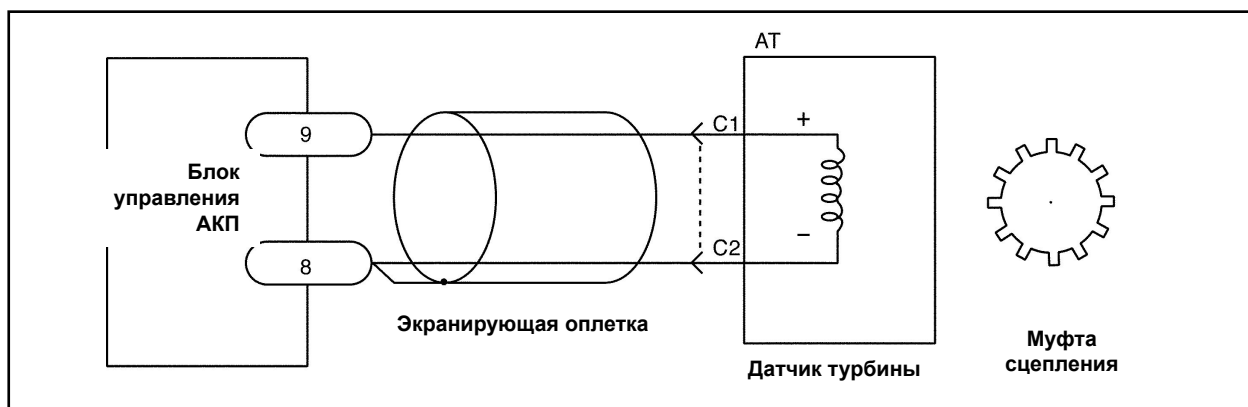 AT
9
C1
+
Блок
управления
АКП
8
C2
−
Экранирующая оплетка
Датчик турбины
Муфта
сцепления